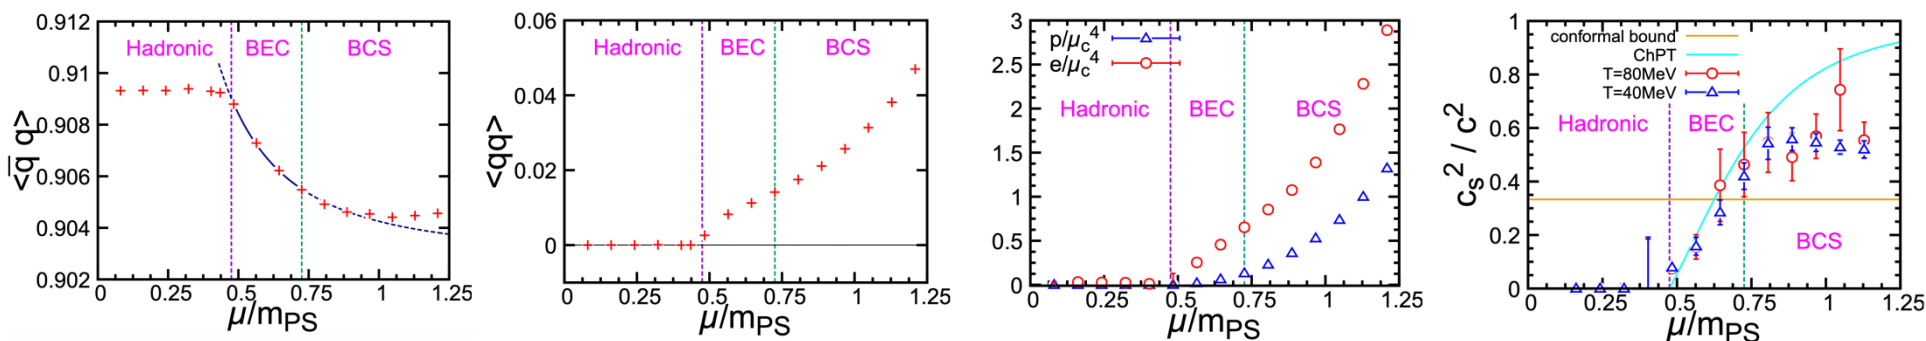 0.912
0.91
0.908
0.906
0.904
0.902
<q̄ q>
Hadronic
BEC
BCS
0 0.25 0.5 0.75 1 1.25
μ/mPS
0.06
0.04
0.02
0
<qq>
Hadronic
BEC
BCS
0 0.25 0.5 0.75 1 1.25
μ/mPS
3
2.5
2
1.5
1
0.5
0
p/μc4
e/μc4
Hadronic
BEC
BCS
0 0.25 0.5 0.75 1 1.25
μ/mPS
1
0.8
0.6
0.4
0.2
0
cs2 / c2
conformal bound
ChPT
T=80MeV
T=40MeV
Hadronic
BEC
BCS
0 0.25 0.5 0.75 1 1.25
μ/mPS